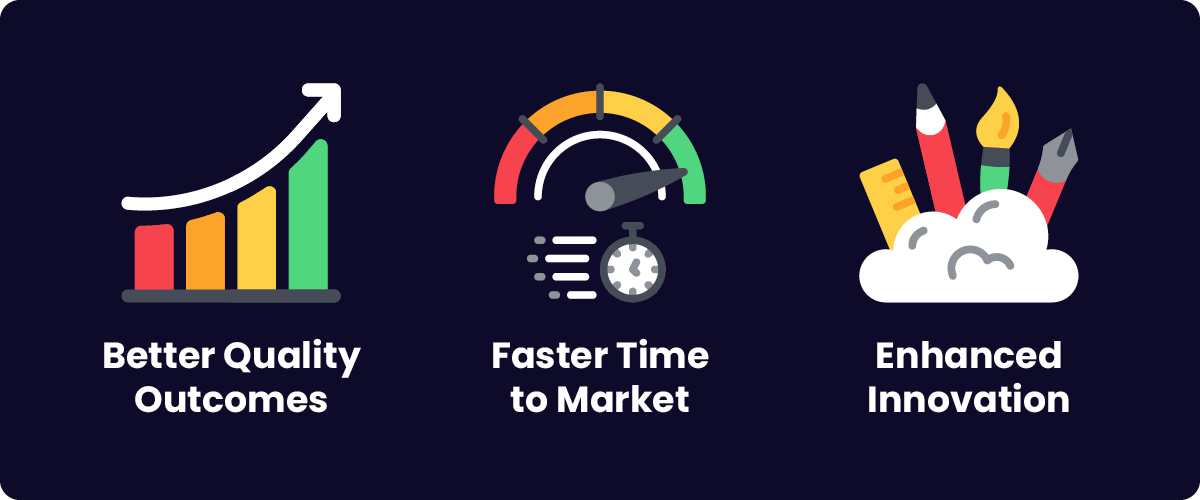 Better Quality
Outcomes
Faster Time
to Market
Enhanced
Innovation